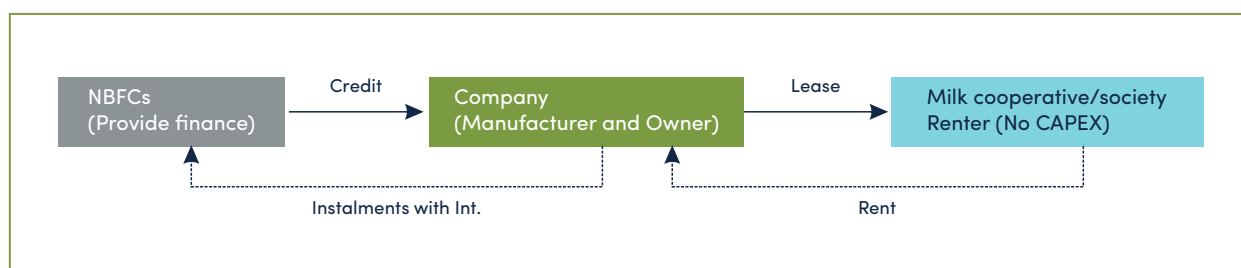 NBFCs
(Provide finance)
Credit
Company
(Manufacturer and Owner)
Lease
Milk cooperative/society
Renter (No CAPEX)
Instalments with Int.
Rent